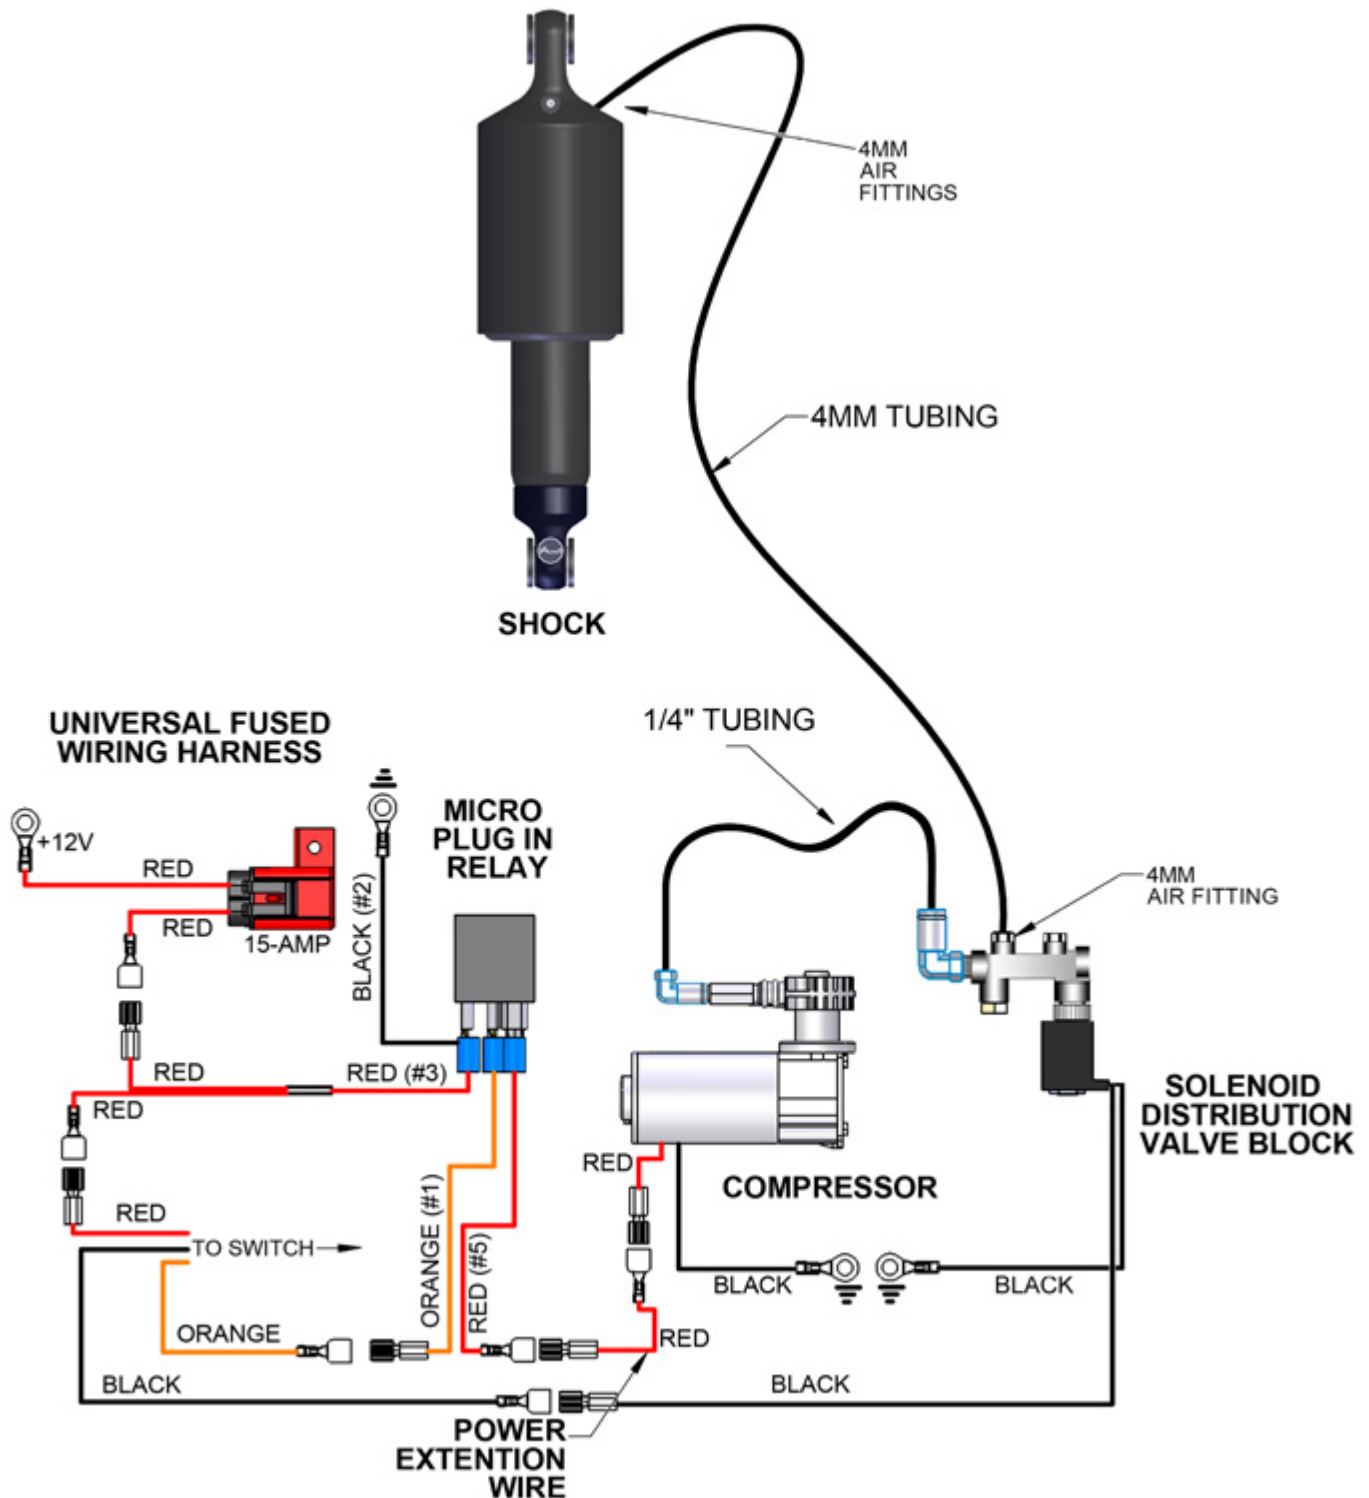 4MM
AIR
FITTINGS
4MM TUBING
SHOCK
UNIVERSAL FUSED
WIRING HARNESS
1/4" TUBING
+12V
RED
RED
15-AMP
BLACK (#2)
MICRO
PLUG IN
RELAY
4MM
AIR FITTING
RED
RED (#3)
RED
RED
TO SWITCH
ORANGE
BLACK
ORANGE (#1)
RED (#5)
RED
COMPRESSOR
SOLENOID
DISTRIBUTION
VALVE BLOCK
BLACK
BLACK
RED
BLACK
POWER
EXTENTION
WIRE